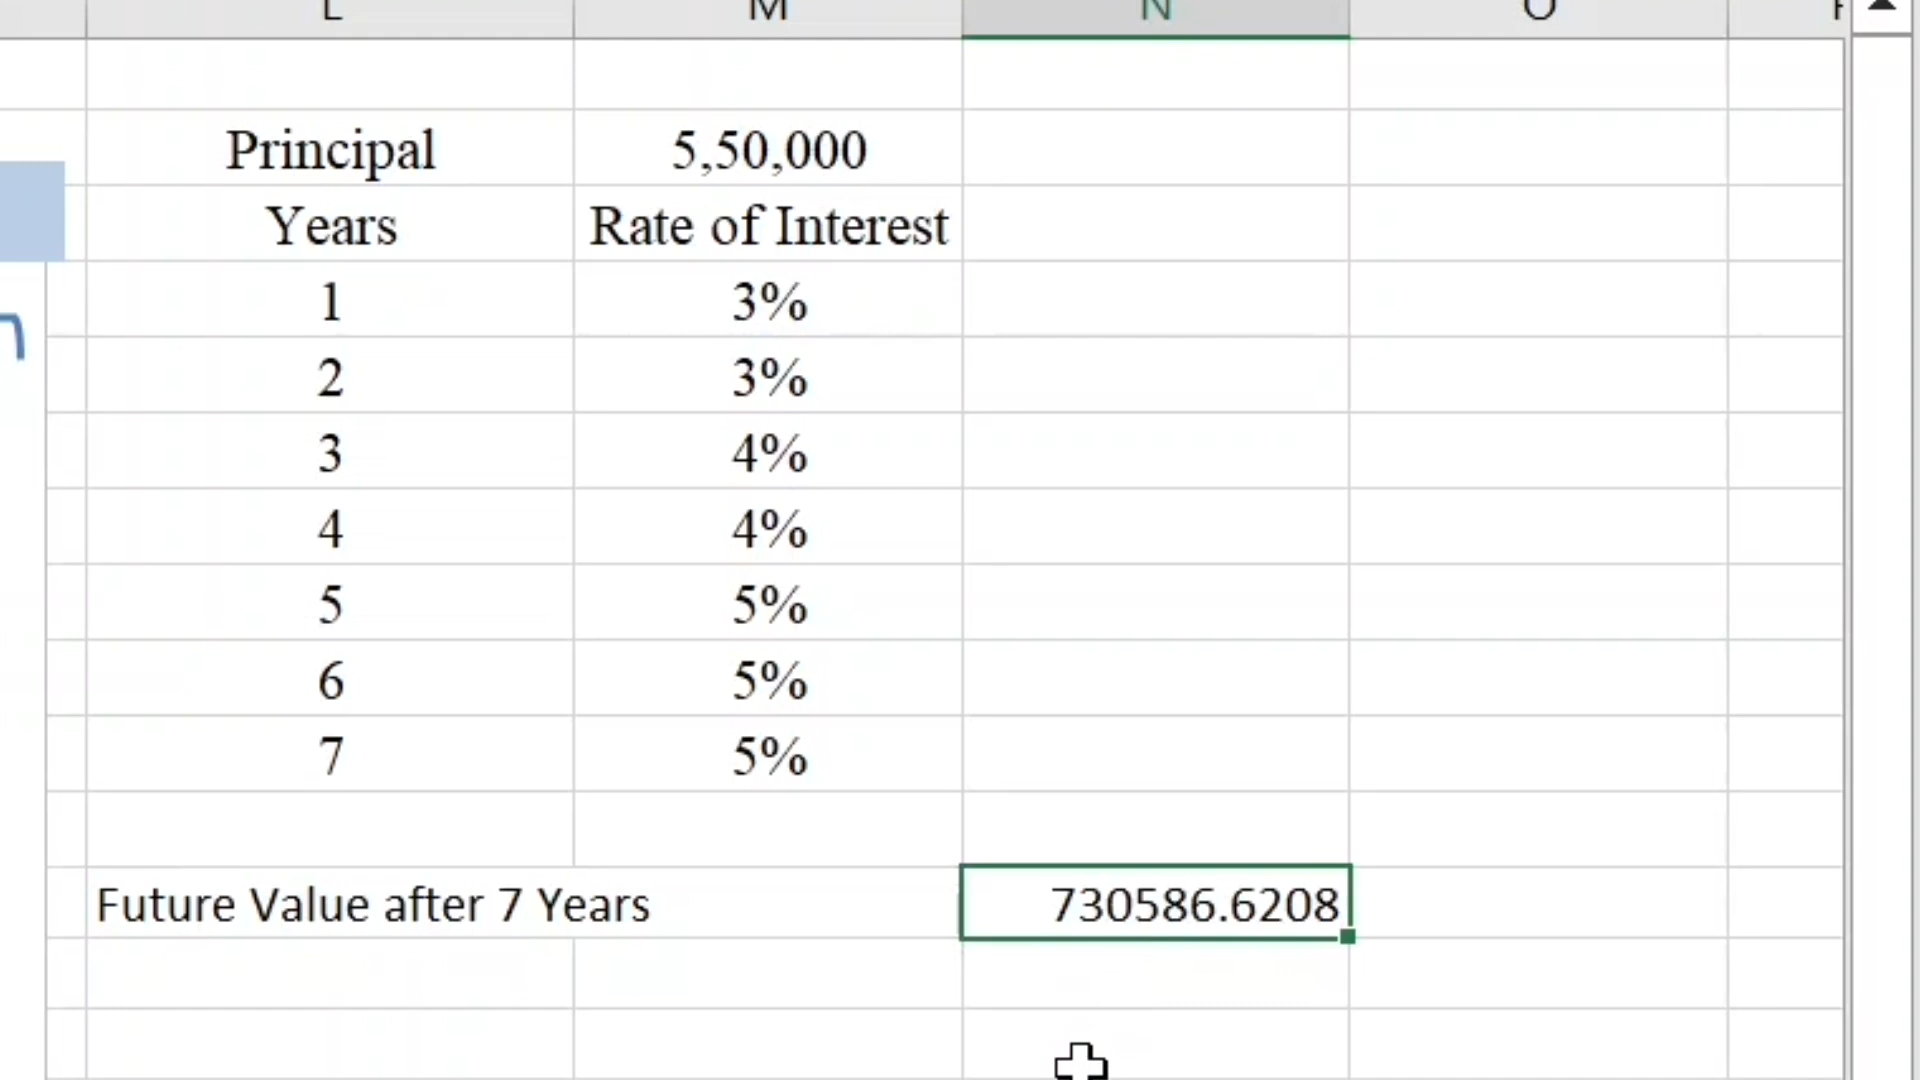 L M N O
Principal 5,50,000
Years Rate of Interest
1 3%
2 3%
3 4%
4 4%
5 5%
6 5%
7 5%
Future Value after 7 Years 730586.6208